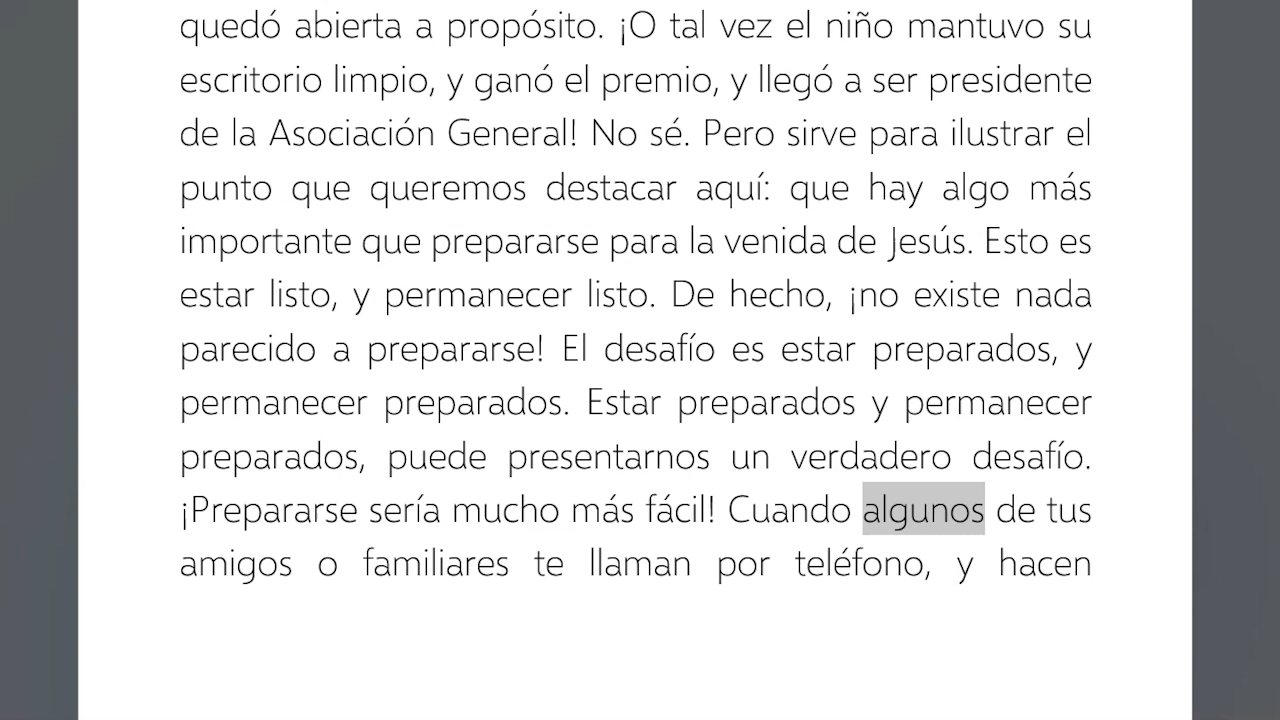 quedó abierta a propósito. ¡O tal vez el niño mantuvo su
escritorio limpio, y ganó el premio, y llegó a ser presidente
de la Asociación General! No sé. Pero sirve para ilustrar el
punto que queremos destacar aquí: que hay algo más
importante que prepararse para la venida de Jesús. Esto es
estar listo, y permanecer listo. De hecho, ¡no existe nada
parecido a prepararse! El desafío es estar preparados, y
permanecer preparados. Estar preparados y permanecer
preparados, puede presentarnos un verdadero desafío.
¡Prepararse sería mucho más fácil! Cuando algunos de tus
amigos o familiares te llaman por teléfono, y hacen